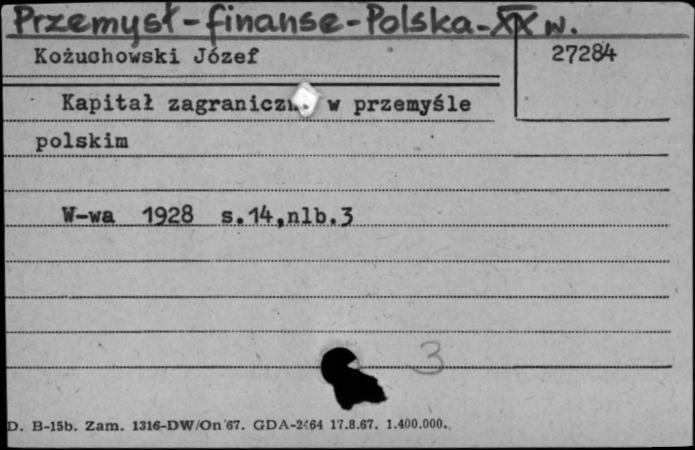 Przemysł-finanse-Polska-XX w.
Kożuchowski Józef
27284
Kapitał zagraniczn w przemyśle
polskim
W-wa 1928 s.14,nlb.3
3
D. B-15b. Zam. 1316-DW/On 67. GDA-2464 17.8.67. 1.400.000.